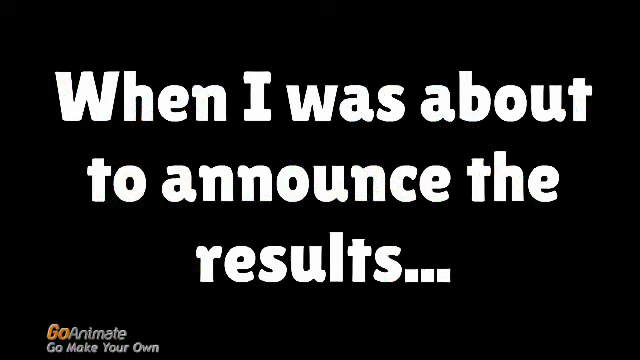 When I was about
to announce the
results...
GoAnimate
Go Make Your Own